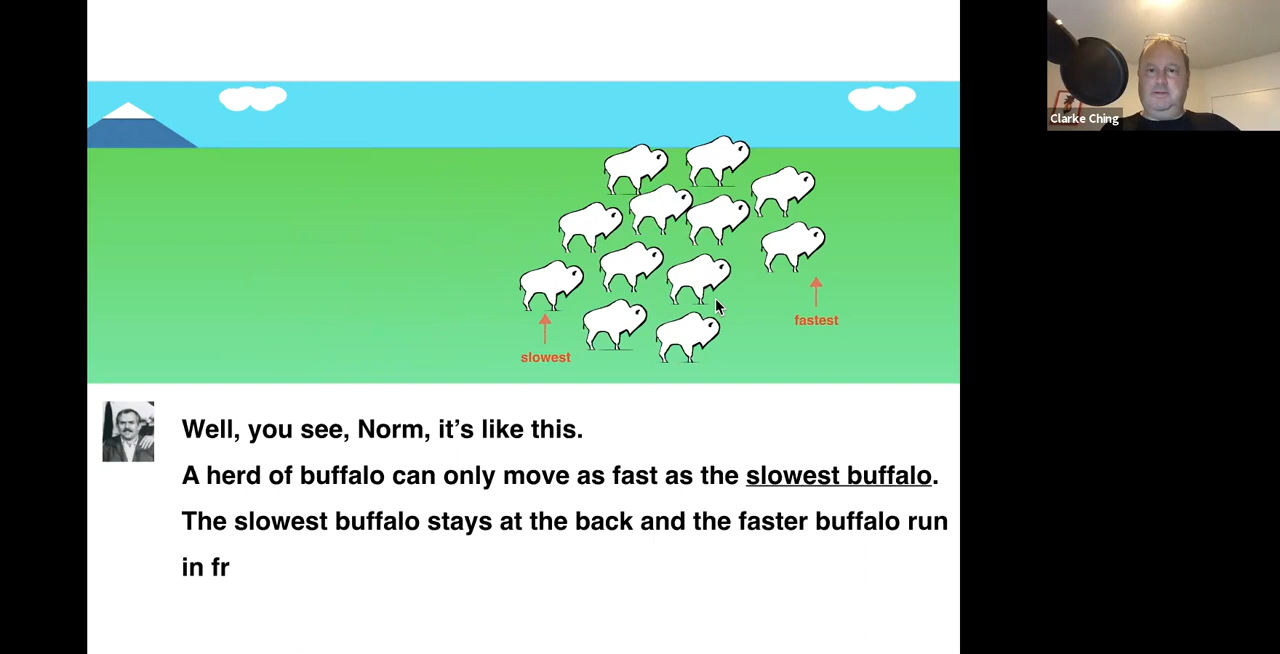 Clarke Ching
fastest
slowest
Well, you see, Norm, it’s like this.
A herd of buffalo can only move as fast as the slowest buffalo.
The slowest buffalo stays at the back and the faster buffalo run
in fr